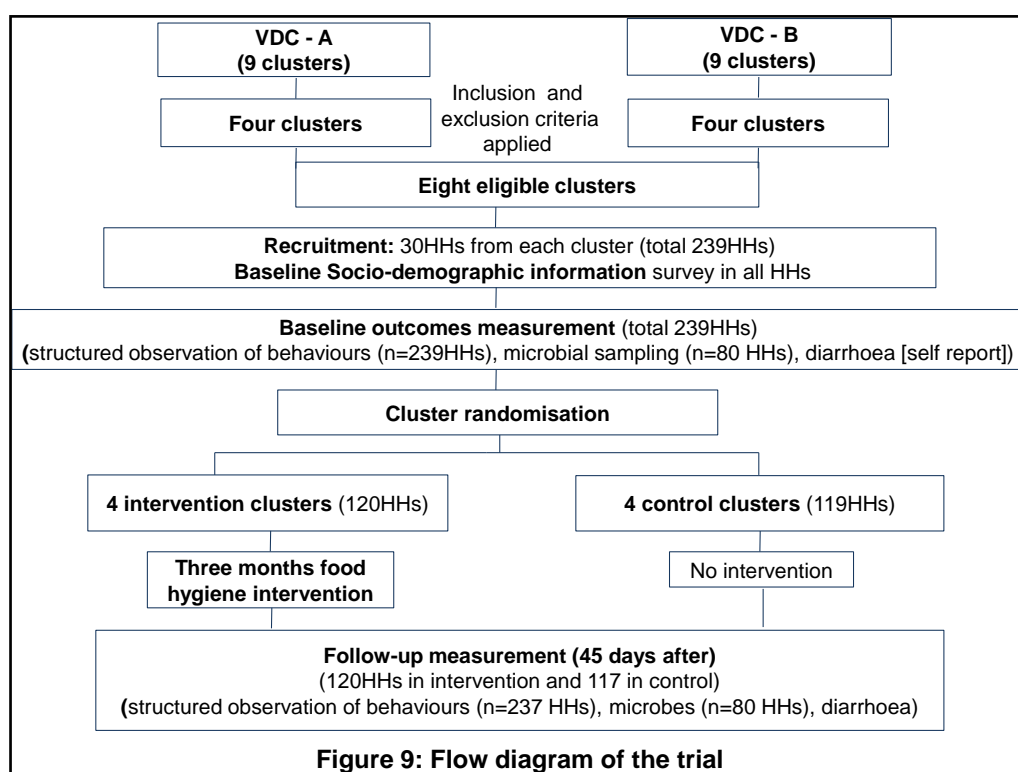 VDC - A
(9 clusters)
VDC - B
(9 clusters)
Four clusters
Inclusion and
exclusion criteria
applied
Four clusters
Eight eligible clusters
Recruitment: 30HHs from each cluster (total 239HHs)
Baseline Socio-demographic information survey in all HHs
Baseline outcomes measurement (total 239HHs)
(structured observation of behaviours (n=239HHs), microbial sampling (n=80 HHs), diarrhoea [self report])
Cluster randomisation
4 intervention clusters (120HHs)
4 control clusters (119HHs)
Three months food
hygiene intervention
No intervention
Follow-up measurement (45 days after)
(120HHs in intervention and 117 in control)
(structured observation of behaviours (n=237 HHs), microbes (n=80 HHs), diarrhoea)
Figure 9: Flow diagram of the trial